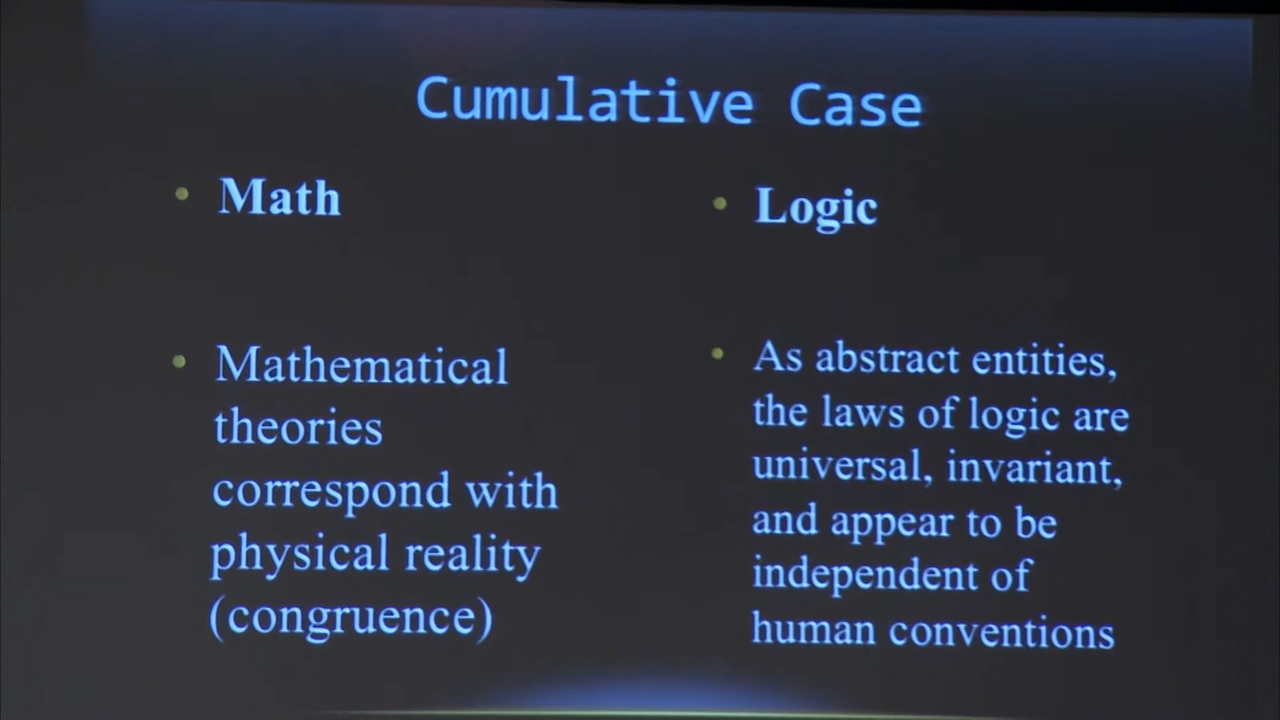 Cumulative Case
• Math
• Mathematical
theories
correspond with
physical reality
(congruence)
• Logic
• As abstract entities,
the laws of logic are
universal, invariant,
and appear to be
independent of
human conventions